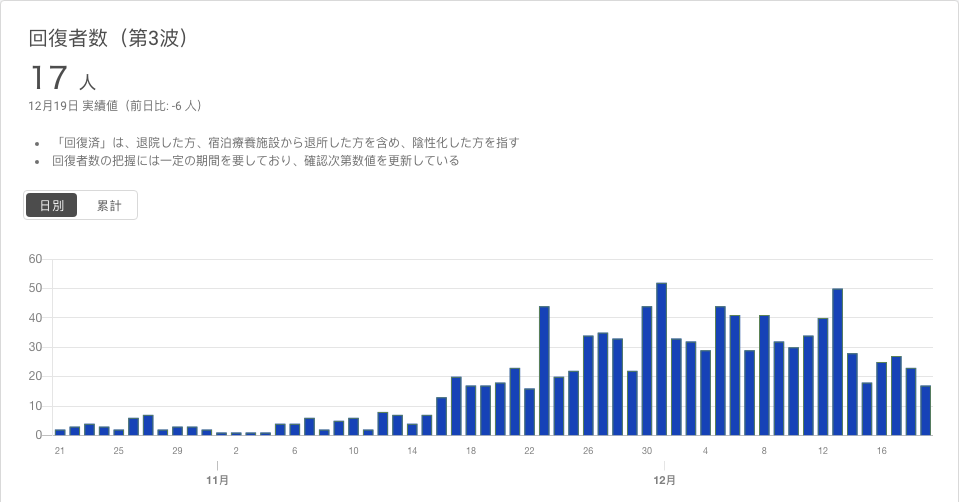 回復者数（第3波）
17 人
12月19日 実績値（前日比: -6 人）
• 「回復済」は、退院した方、宿泊療養施設から退所した方を含め、陰性化した方を指す
• 回復者数の把握には一定の期間を要しており、確認次第数値を更新している
日別 累計
60
50
40
30
20
10
0
21 25 29 2 6 10 14 18 22 26 30 4 8 12 16
11月 12月